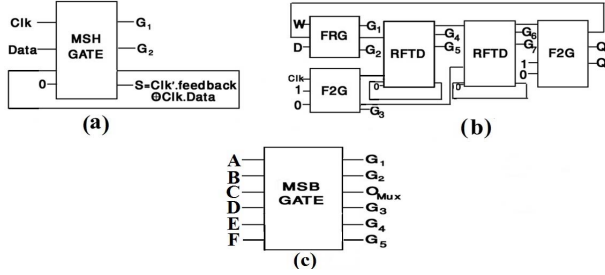 Clk
Data
0
MSH
GATE
G1
G2
S=Clk'.feedback
⊕Clk.Data
(a)
W
D
FRG
G1
G2
Clk
1
0
F2G
G3
RFTD
0
G4
G5
RFTD
0
G6
G7
1
0
F2G
Q
Q
(b)
A
B
C
D
E
F
MSB
GATE
G1
G2
OMux
G3
G4
G5
(c)